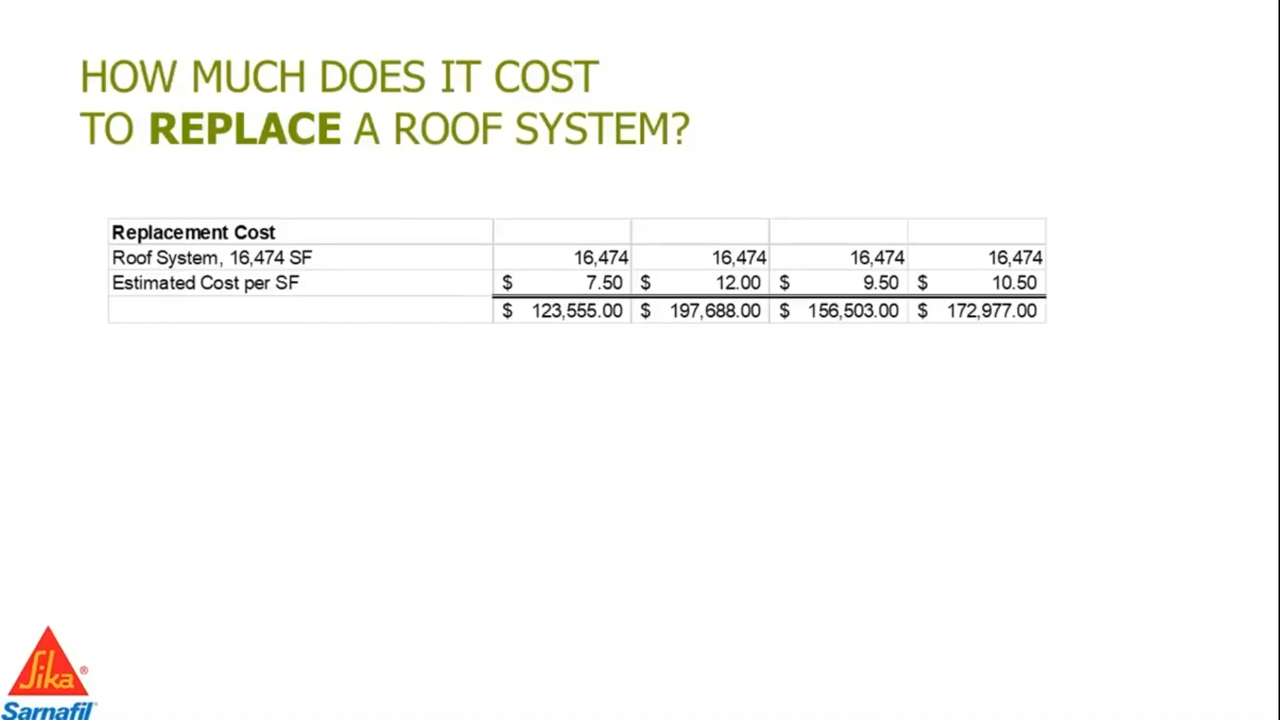 HOW MUCH DOES IT COST
TO REPLACE A ROOF SYSTEM?
Replacement Cost
Roof System, 16,474 SF 16,474 16,474 16,474 16,474
Estimated Cost per SF $ 7.50 $ 12.00 $ 9.50 $ 10.50
$ 123,555.00 $ 197,688.00 $ 156,503.00 $ 172,977.00
Sika®
Sarnafil